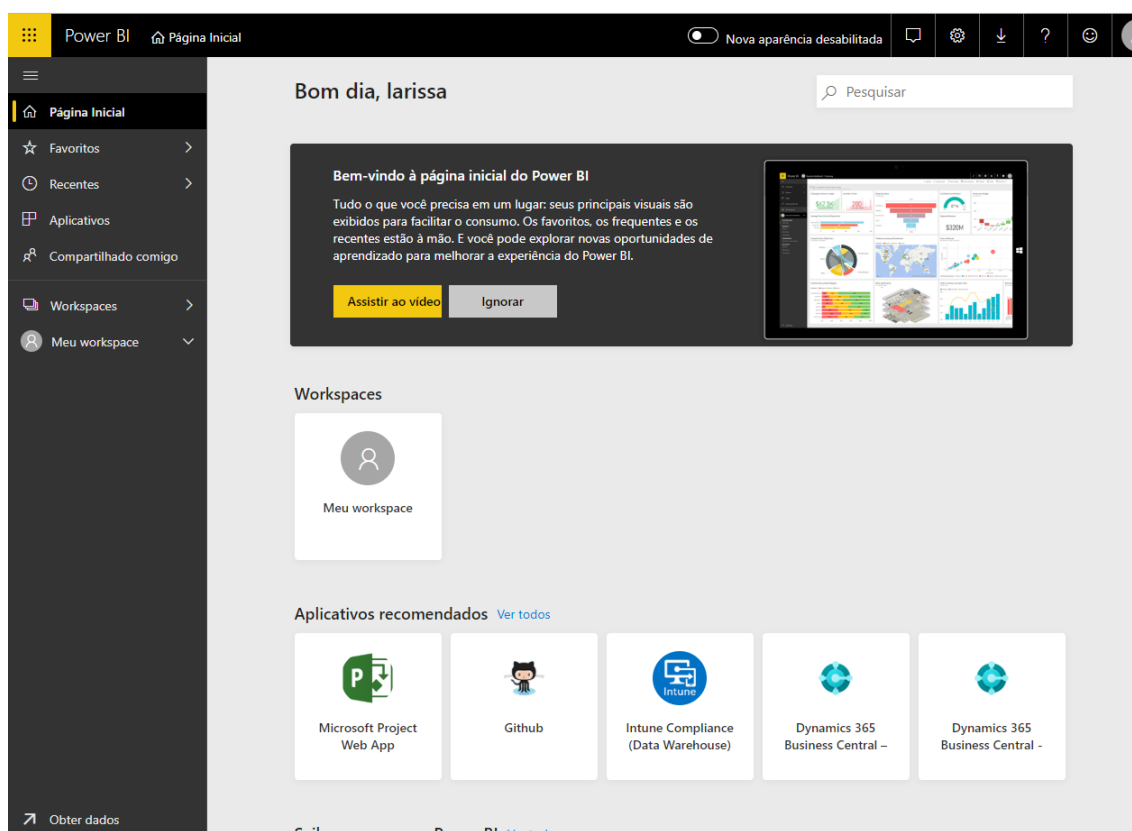 Power BI
Página Inicial
Nova aparência desabilitada
?
Página Inicial
Favoritos
Recentes
Aplicativos
Compartilhado comigo
Workspaces
Meu workspace
Obter dados
Bom dia, larissa
Pesquisar
Bem-vindo à página inicial do Power BI
Tudo o que você precisa em um lugar: seus principais visuais são
exibidos para facilitar o consumo. Os favoritos, os frequentes e os
recentes estão à mão. E você pode explorar novas oportunidades de
aprendizado para melhorar a experiência do Power BI.
Assistir ao vídeo
Ignorar
$320M
Workspaces
Meu workspace
Aplicativos recomendados Ver todos
P
Intune
Microsoft Project
Web App
Github
Intune Compliance
(Data Warehouse)
Dynamics 365
Business Central –
Dynamics 365
Business Central -